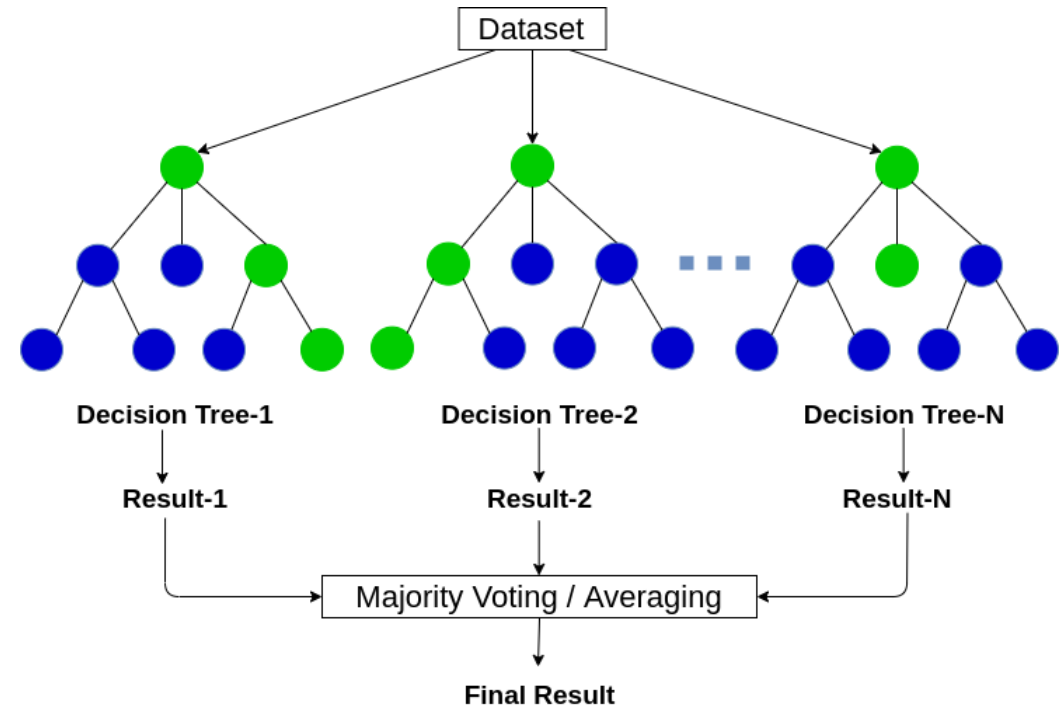 Dataset
Decision Tree-1
Decision Tree-2
Decision Tree-N
Result-1
Result-2
Result-N
Majority Voting / Averaging
Final Result